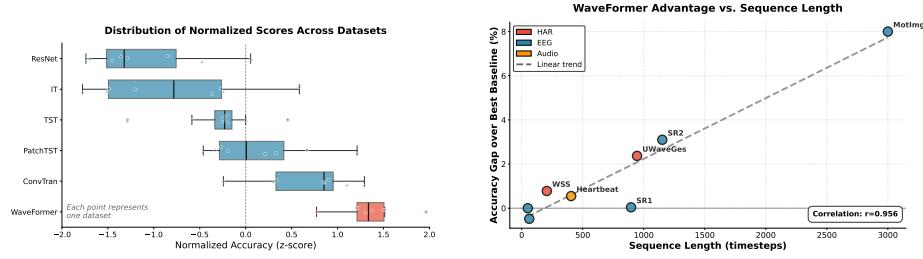 Distribution of Normalized Scores Across Datasets
ResNet
IT
TST
PatchTST
ConvTran
WaveFormer
Each point represents
one dataset
−2.0 −1.5 −1.0 −0.5 0.0 0.5 1.0 1.5 2.0
Normalized Accuracy (z-score)
WaveFormer Advantage vs. Sequence Length
Accuracy Gap over Best Baseline (%)
8
6
4
2
0
HAR
EEG
Audio
Linear trend
MotImg
SR2
UWaveGes
WSS
Heartbeat
SR1
Correlation: r=0.956
0 500 1000 1500 2000 2500 3000
Sequence Length (timesteps)